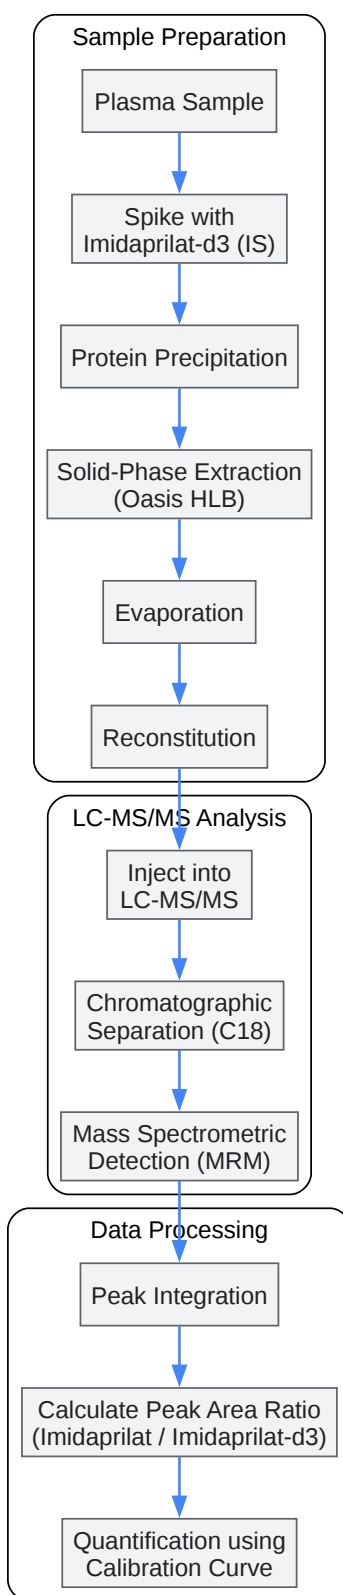 Sample Preparation
Plasma Sample
Spike with
Imidaprilat-d3 (IS)
Protein Precipitation
Solid-Phase Extraction
(Oasis HLB)
Evaporation
Reconstitution
LC-MS/MS Analysis
Inject into
LC-MS/MS
Chromatographic
Separation (C18)
Mass Spectrometric
Detection (MRM)
Data Processing
Peak Integration
Calculate Peak Area Ratio
(Imidaprilat / Imidaprilat-d3)
Quantification using
Calibration Curve